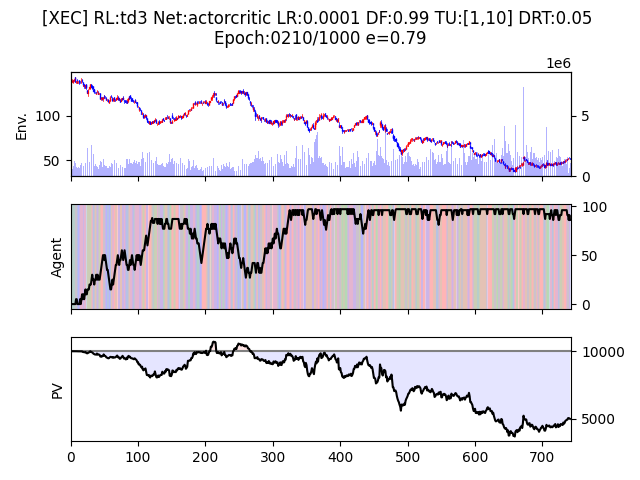 [XEC] RL:td3 Net:actorcritic LR:0.0001 DF:0.99 TU:[1,10] DRT:0.05
Epoch:0210/1000 e=0.79
1e6
Env.
100
50
5
0
Agent
100
50
0
PV
10000
5000
0 100 200 300 400 500 600 700